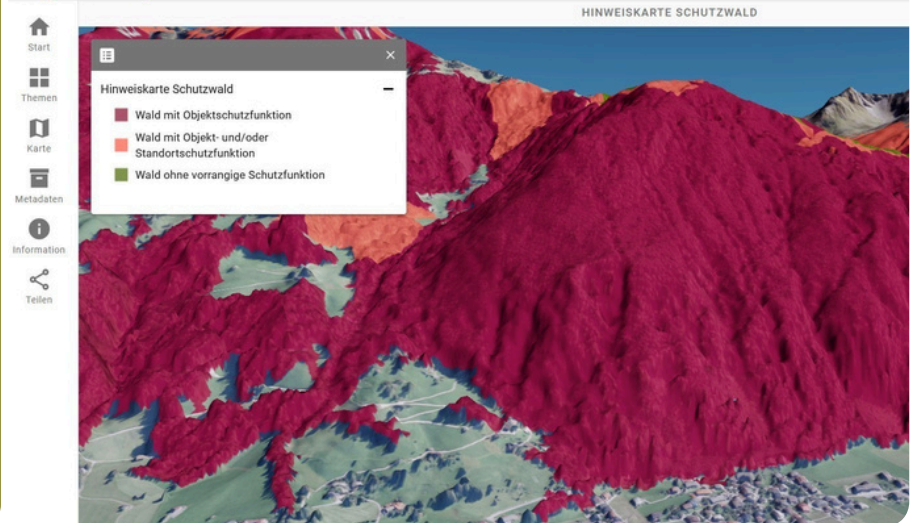 HINWEISKARTE SCHUTZWALD
Start
Themen
Karte
Metadaten
Information
Teilen
Hinweiskarte Schutzwald
Wald mit Objektschutzfunktion
Wald mit Objekt- und/oder
Standortschutzfunktion
Wald ohne vorrangige Schutzfunktion